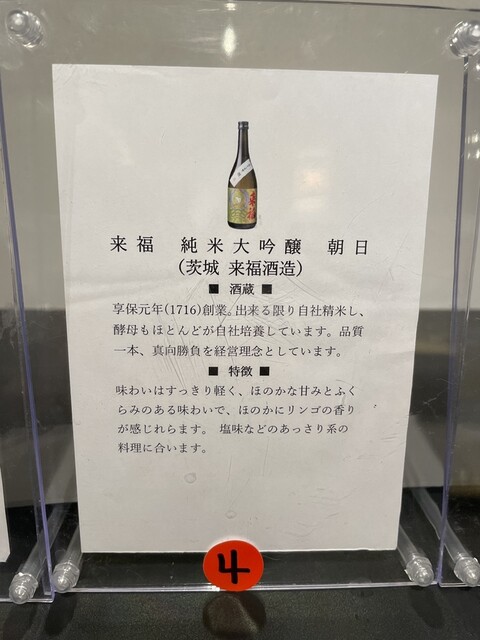 来福 純米大吟醸 朝日
(茨城 来福酒造)
■ 酒蔵 ■
享保元年(1716)創業。出来る限り自社精米し、
酵母もほとんどが自社培養しています。品質
一本、真向勝負を経営理念としています。
■ 特徴 ■
味わいはすっきり軽く、ほのかな甘みとふく
らみのある味わいで、ほのかにリンゴの香り
が感じれらます。 塩味などのあっさり系の
料理に合います。
4